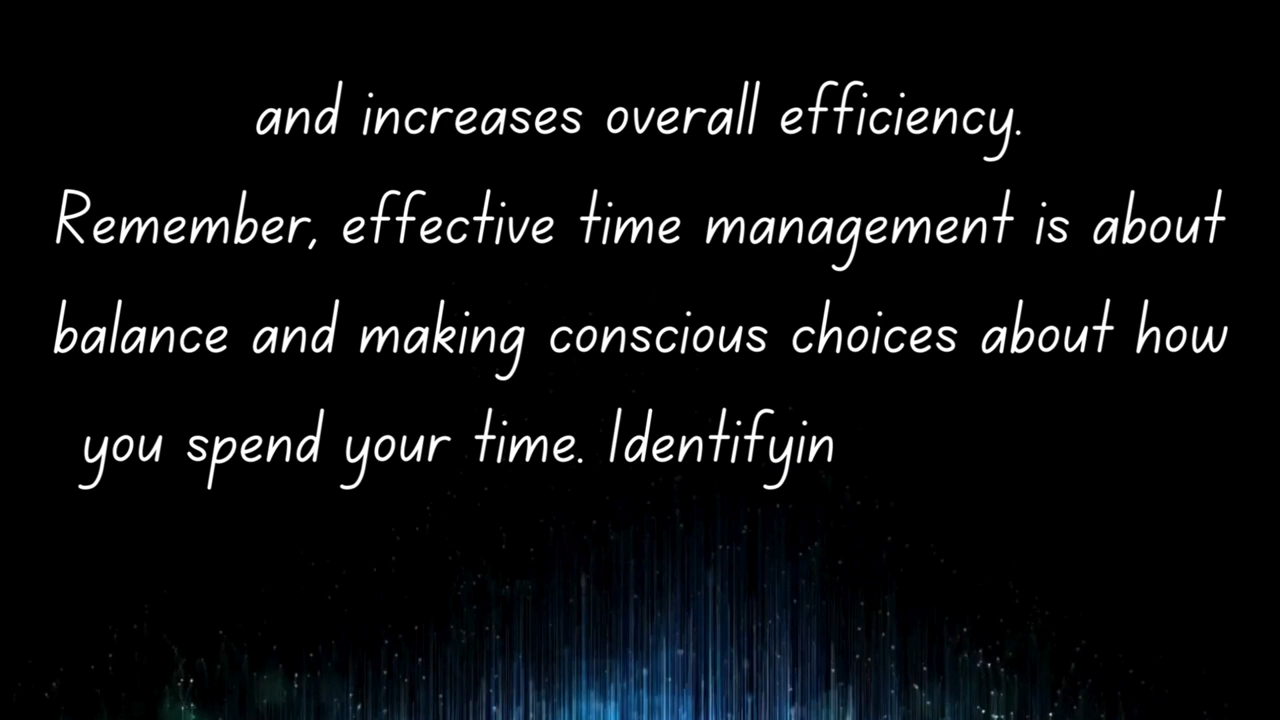 and increases overall efficiency.
Remember, effective time management is about
balance and making conscious choices about how
you spend your time. Identifyin